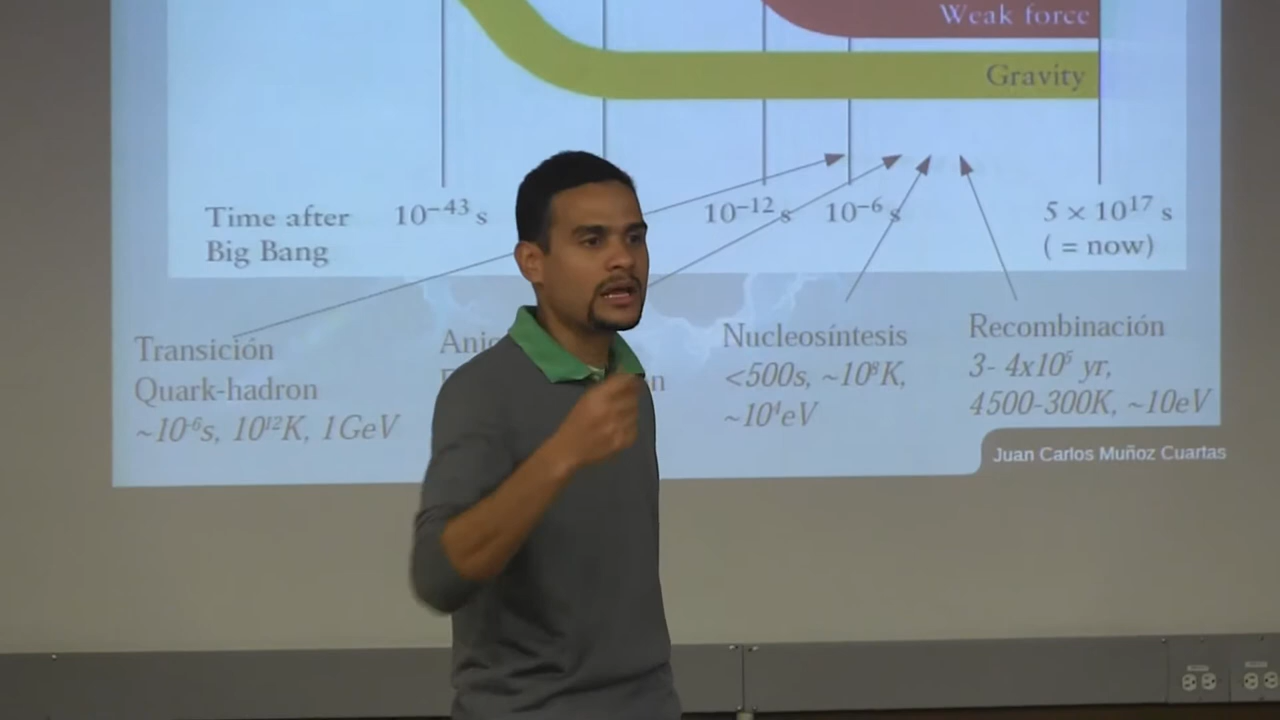 Weak force
Gravity
Time after
Big Bang
10⁻⁴³ s
10⁻¹² s
10⁻⁶ s
5 × 10¹⁷ s
( = now)
Transición
Quark-hadron
~10⁻⁶s, 10¹²K, 1GeV
Nucleosíntesis
<500s, ~10⁸K,
~10⁴eV
Recombinación
3- 4x10⁵ yr,
4500-300K, ~10eV
Juan Carlos Muñoz Cuartas